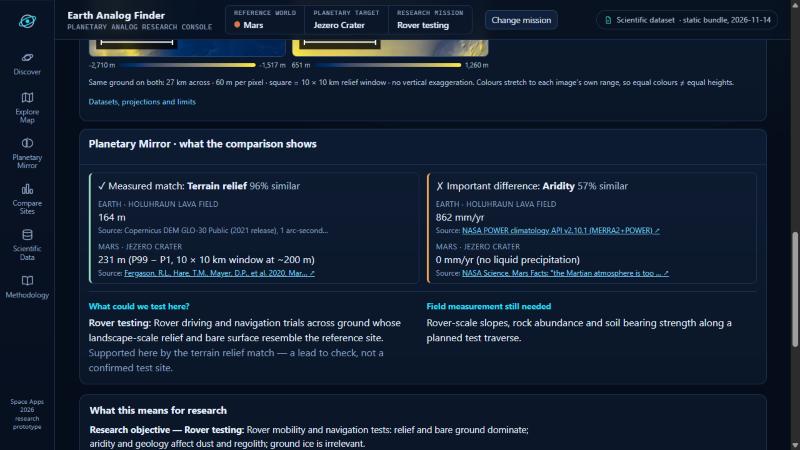 Earth Analog Finder
PLANETARY ANALOG RESEARCH CONSOLE
REFERENCE WORLD
Mars
PLANETARY TARGET
Jezero Crater
RESEARCH MISSION
Rover testing
Change mission
Scientific dataset · static bundle, 2026-11-14
Discover
Explore
Map
Planetary
Mirror
Compare
Sites
Scientific
Data
Methodology
Space Apps
2026
research
prototype
-2,710 m
-1,517 m
651 m
1,260 m
Same ground on both: 27 km across · 60 m per pixel · square = 10 × 10 km relief window · no vertical exaggeration. Colours stretch to each image's own range, so equal colours ≠ equal heights.
Datasets, projections and limits
Planetary Mirror · what the comparison shows
✓ Measured match: Terrain relief 96% similar
EARTH · HOLUHRAUN LAVA FIELD
164 m
Source: Copernicus DEM GLO-30 Public (2021 release), 1 arc-second...
MARS · JEZERO CRATER
231 m (P99 − P1, 10 × 10 km window at ~200 m)
Source: Fergason, R.L., Hare, T.M., Mayer, D.P., et al. 2020, Mar... ↗
✗ Important difference: Aridity 57% similar
EARTH · HOLUHRAUN LAVA FIELD
862 mm/yr
Source: NASA POWER climatology API v2.10.1 (MERRA2+POWER) ↗
MARS · JEZERO CRATER
0 mm/yr (no liquid precipitation)
Source: NASA Science, Mars Facts: "the Martian atmosphere is too ... ↗
What could we test here?
Rover testing: Rover driving and navigation trials across ground whose
landscape-scale relief and bare surface resemble the reference site.
Supported here by the terrain relief match — a lead to check, not a
confirmed test site.
Field measurement still needed
Rover-scale slopes, rock abundance and soil bearing strength along a
planned test traverse.
What this means for research
Research objective — Rover testing: Rover mobility and navigation tests: relief and bare ground dominate;
aridity and geology affect dust and regolith; ground ice is irrelevant.